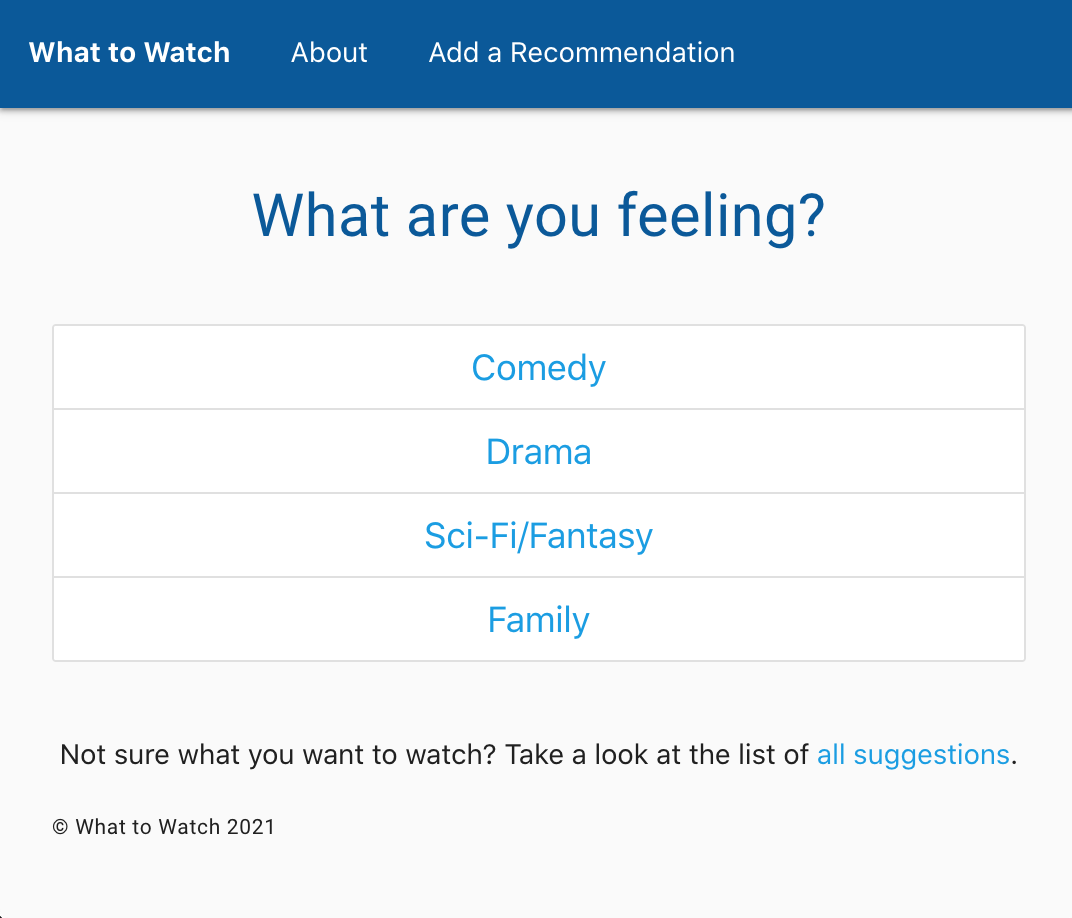 What to Watch About Add a Recommendation
What are you feeling?
Comedy
Drama
Sci-Fi/Fantasy
Family
Not sure what you want to watch? Take a look at the list of all suggestions.
© What to Watch 2021